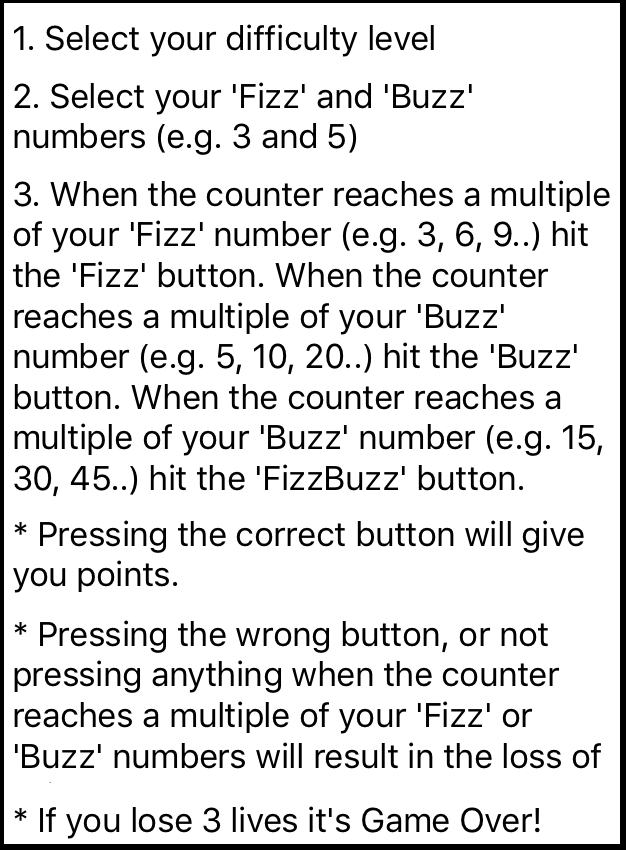 1. Select your difficulty level
2. Select your 'Fizz' and 'Buzz'
numbers (e.g. 3 and 5)
3. When the counter reaches a multiple
of your 'Fizz' number (e.g. 3, 6, 9..) hit
the 'Fizz' button. When the counter
reaches a multiple of your 'Buzz'
number (e.g. 5, 10, 20..) hit the 'Buzz'
button. When the counter reaches a
multiple of your 'Buzz' number (e.g. 15,
30, 45..) hit the 'FizzBuzz' button.
* Pressing the correct button will give
you points.
* Pressing the wrong button, or not
pressing anything when the counter
reaches a multiple of your 'Fizz' or
'Buzz' numbers will result in the loss of
* If you lose 3 lives it's Game Over!